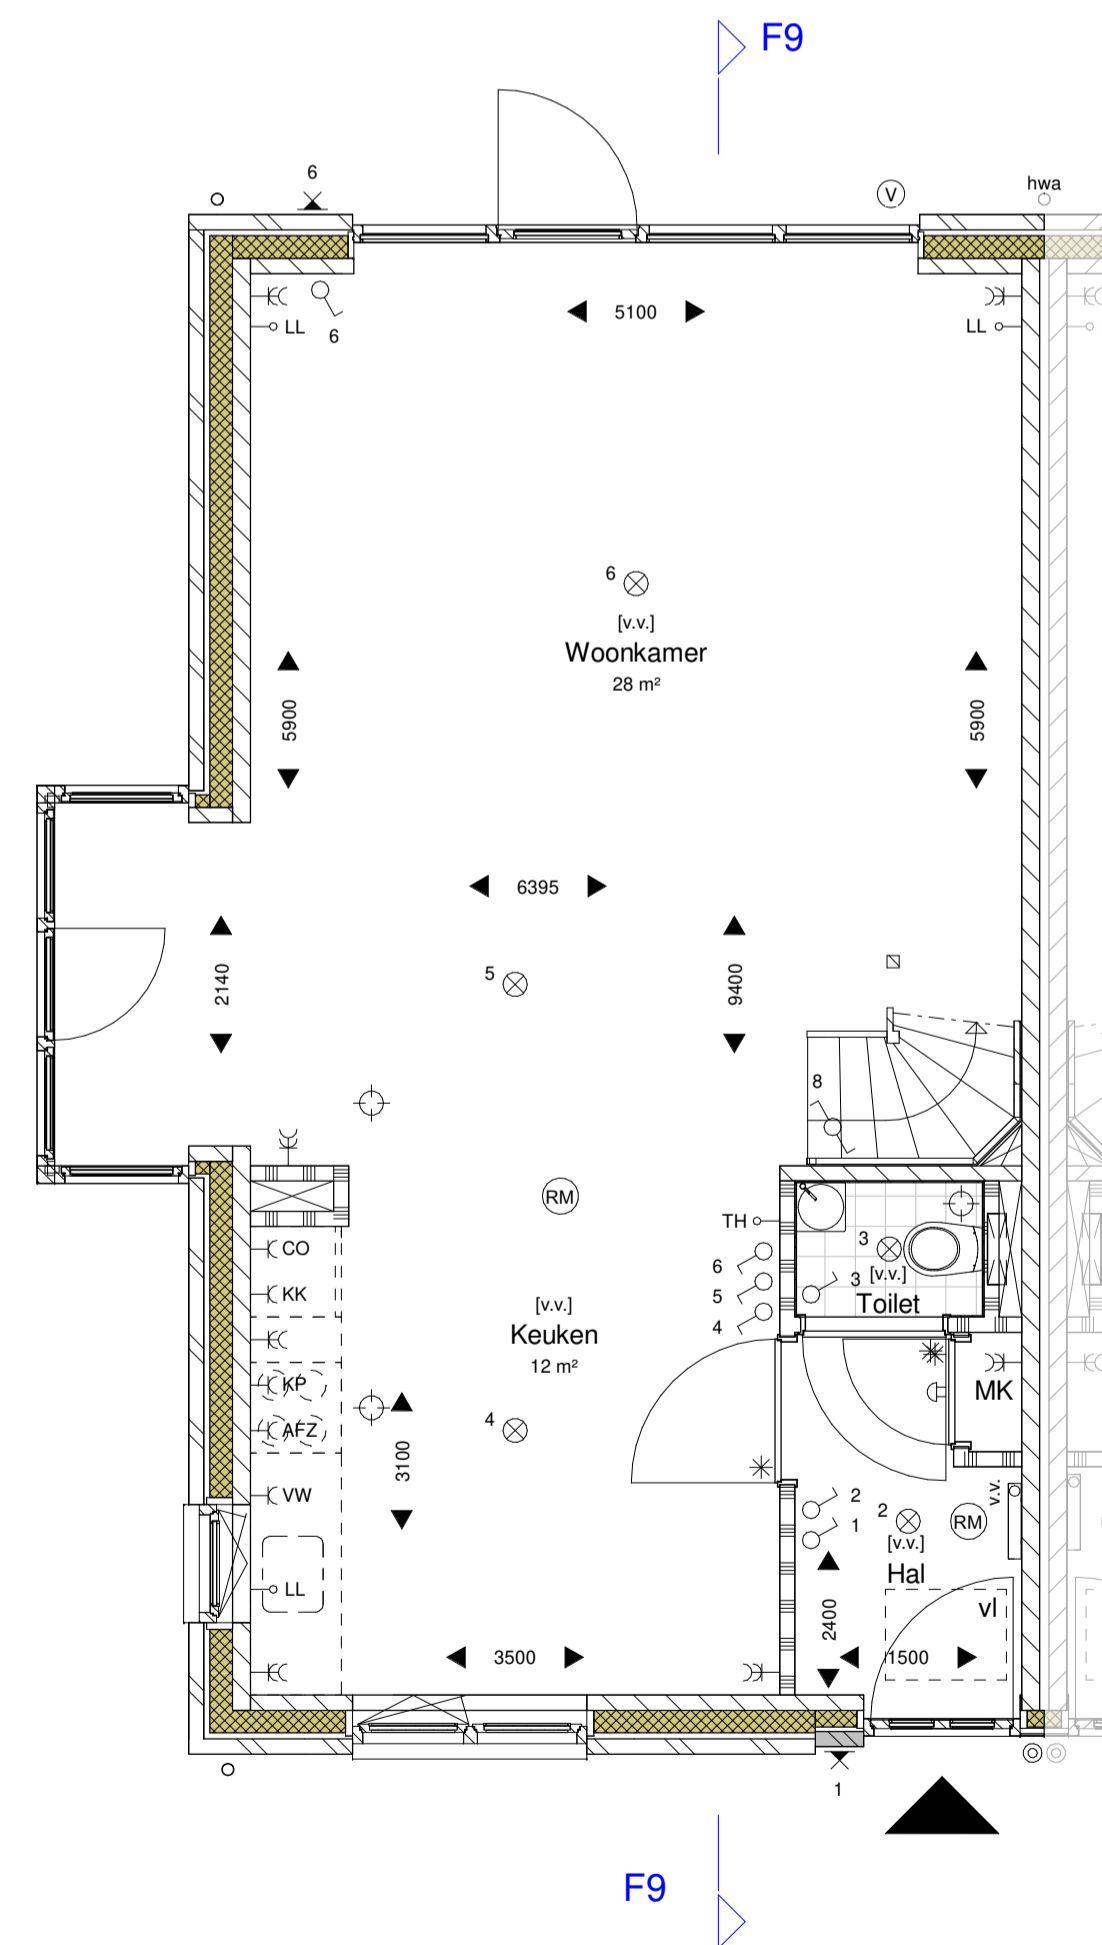 F9
6
V
hwa
5100
LL
6
LL
6
[v.v.]
Woonkamer
28 m²
5900
5900
6395
2140
9400
5
8
RM
TH
CO
6
3
[v.v.]
KK
5
3
Toilet
4
[v.v.]
Keuken
12 m²
KP
MK
AFZ
4
3100
VW
2
1
2
RM
v.v.
[v.v.]
Hal
LL
vl
2400
3500
1500
1
F9